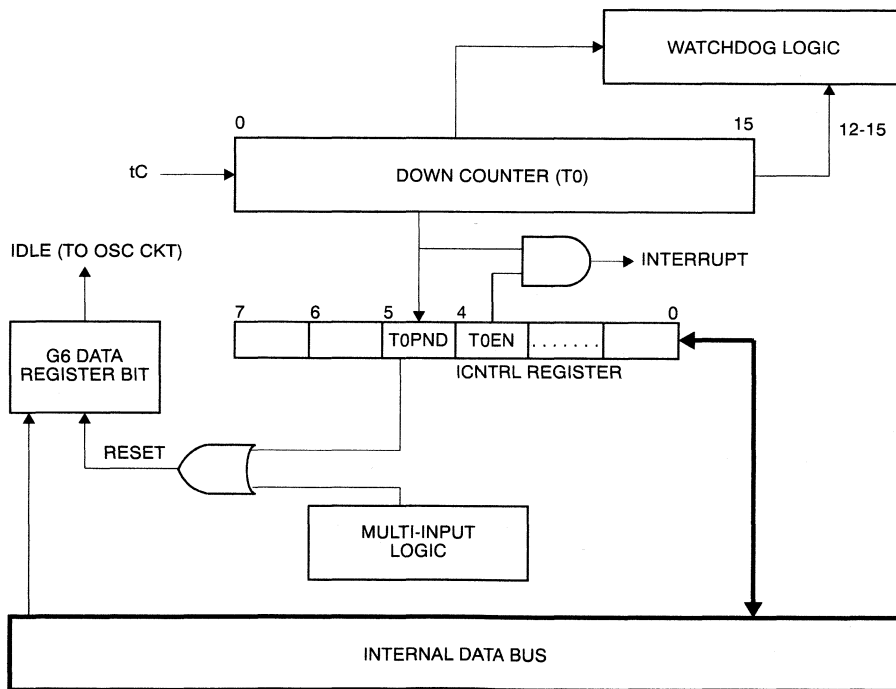 WATCHDOG LOGIC
0
15
12-15
tC
DOWN COUNTER (T0)
IDLE (TO OSC CKT)
INTERRUPT
7
6
5
4
0
T0PND
T0EN
.......
G6 DATA
REGISTER BIT
ICNTRL REGISTER
RESET
MULTI-INPUT
LOGIC
INTERNAL DATA BUS